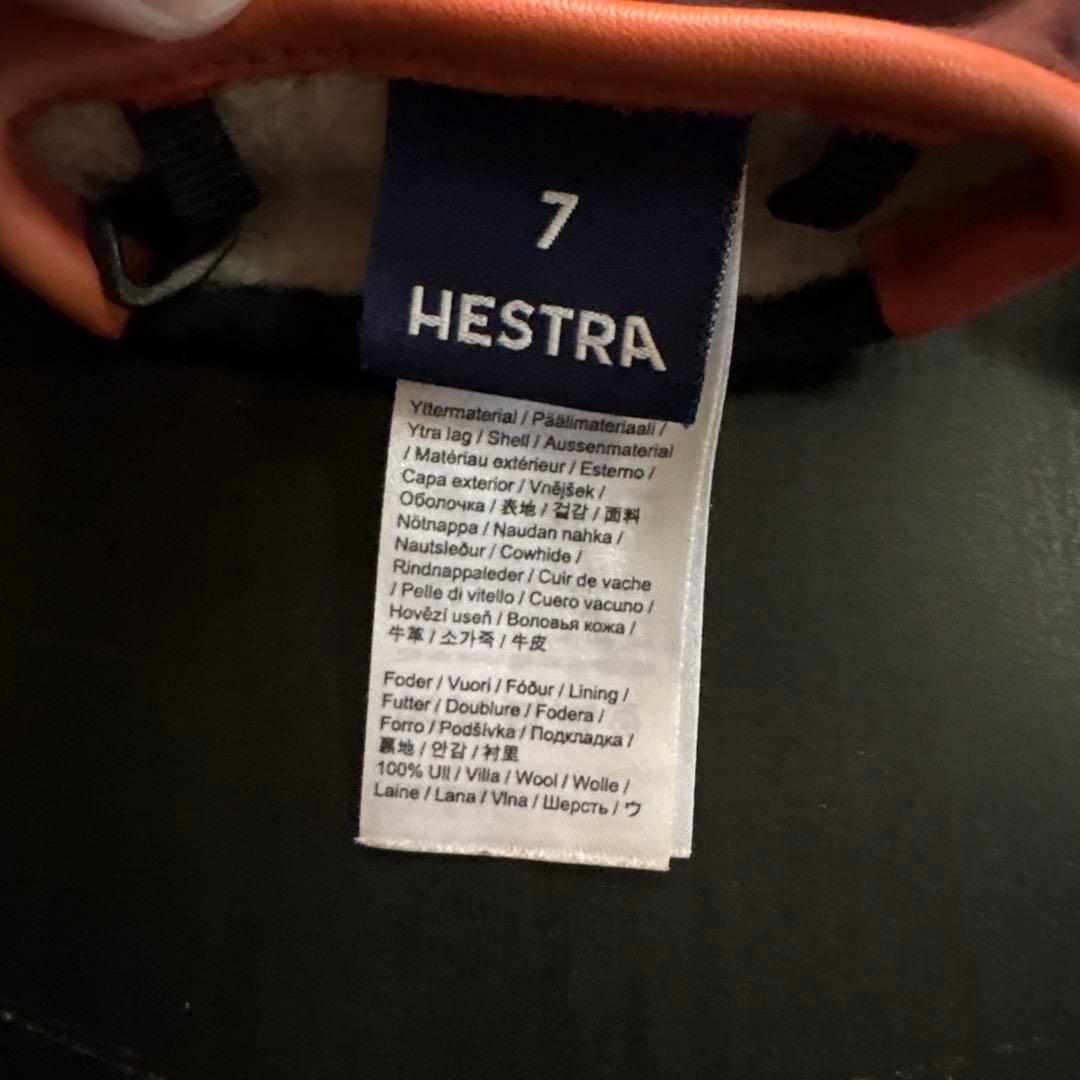 7
HESTRA
Yttermaterial / Päälimateriaali /
Ytra lag / Shell / Aussenmaterial
/ Matériau extérieur / Esterno /
Capa exterior / Vnějšek /
Оболочка / 表地 / 겉감 / 面料
Nötnappa / Naudan nahka /
Nautsleður / Cowhide /
Rindnappaleder / Cuir de vache
/ Pelle di vitello / Cuero vacuno /
Hovězí useň / Воловья кожа /
牛革 / 소가죽 / 牛皮
Foder / Vuori / Fóður / Lining /
Futter / Doublure / Fodera /
Forro / Podšívka / Подкладка /
裏地 / 안감 / 衬里
100% Ull / Villa / Wool / Wolle /
Laine / Lana / Vlna / Шерсть / ウ